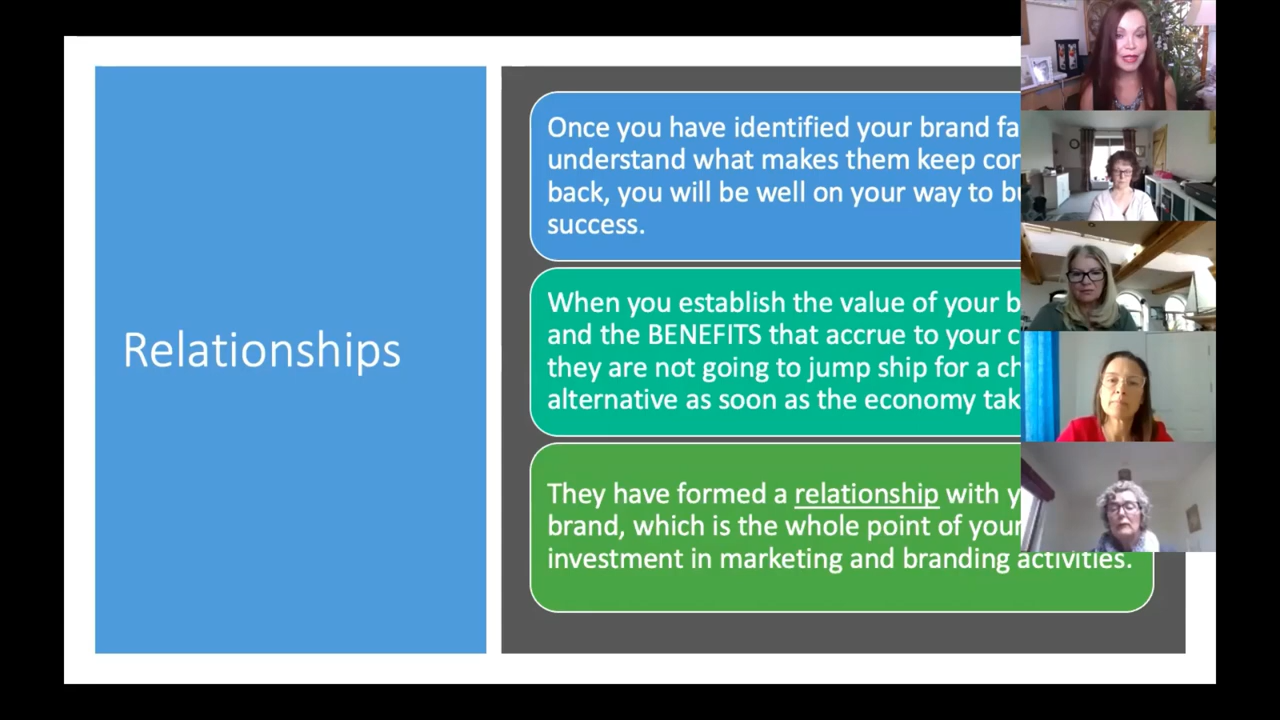 Relationships
Once you have identified your brand
understand what makes them keep
back, you will be well on your way to
success.
When you establish the value of your
and the BENEFITS that accrue to your
they are not going to jump ship for a
alternative as soon as the economy
They have formed a relationship with
brand, which is the whole point of your
investment in marketing and branding activities.